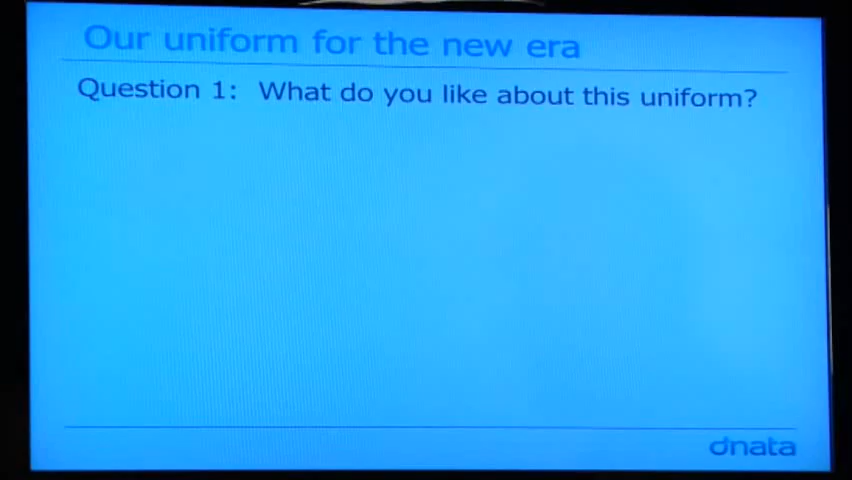 Our uniform for the new era
Question 1: What do you like about this uniform?
dnata